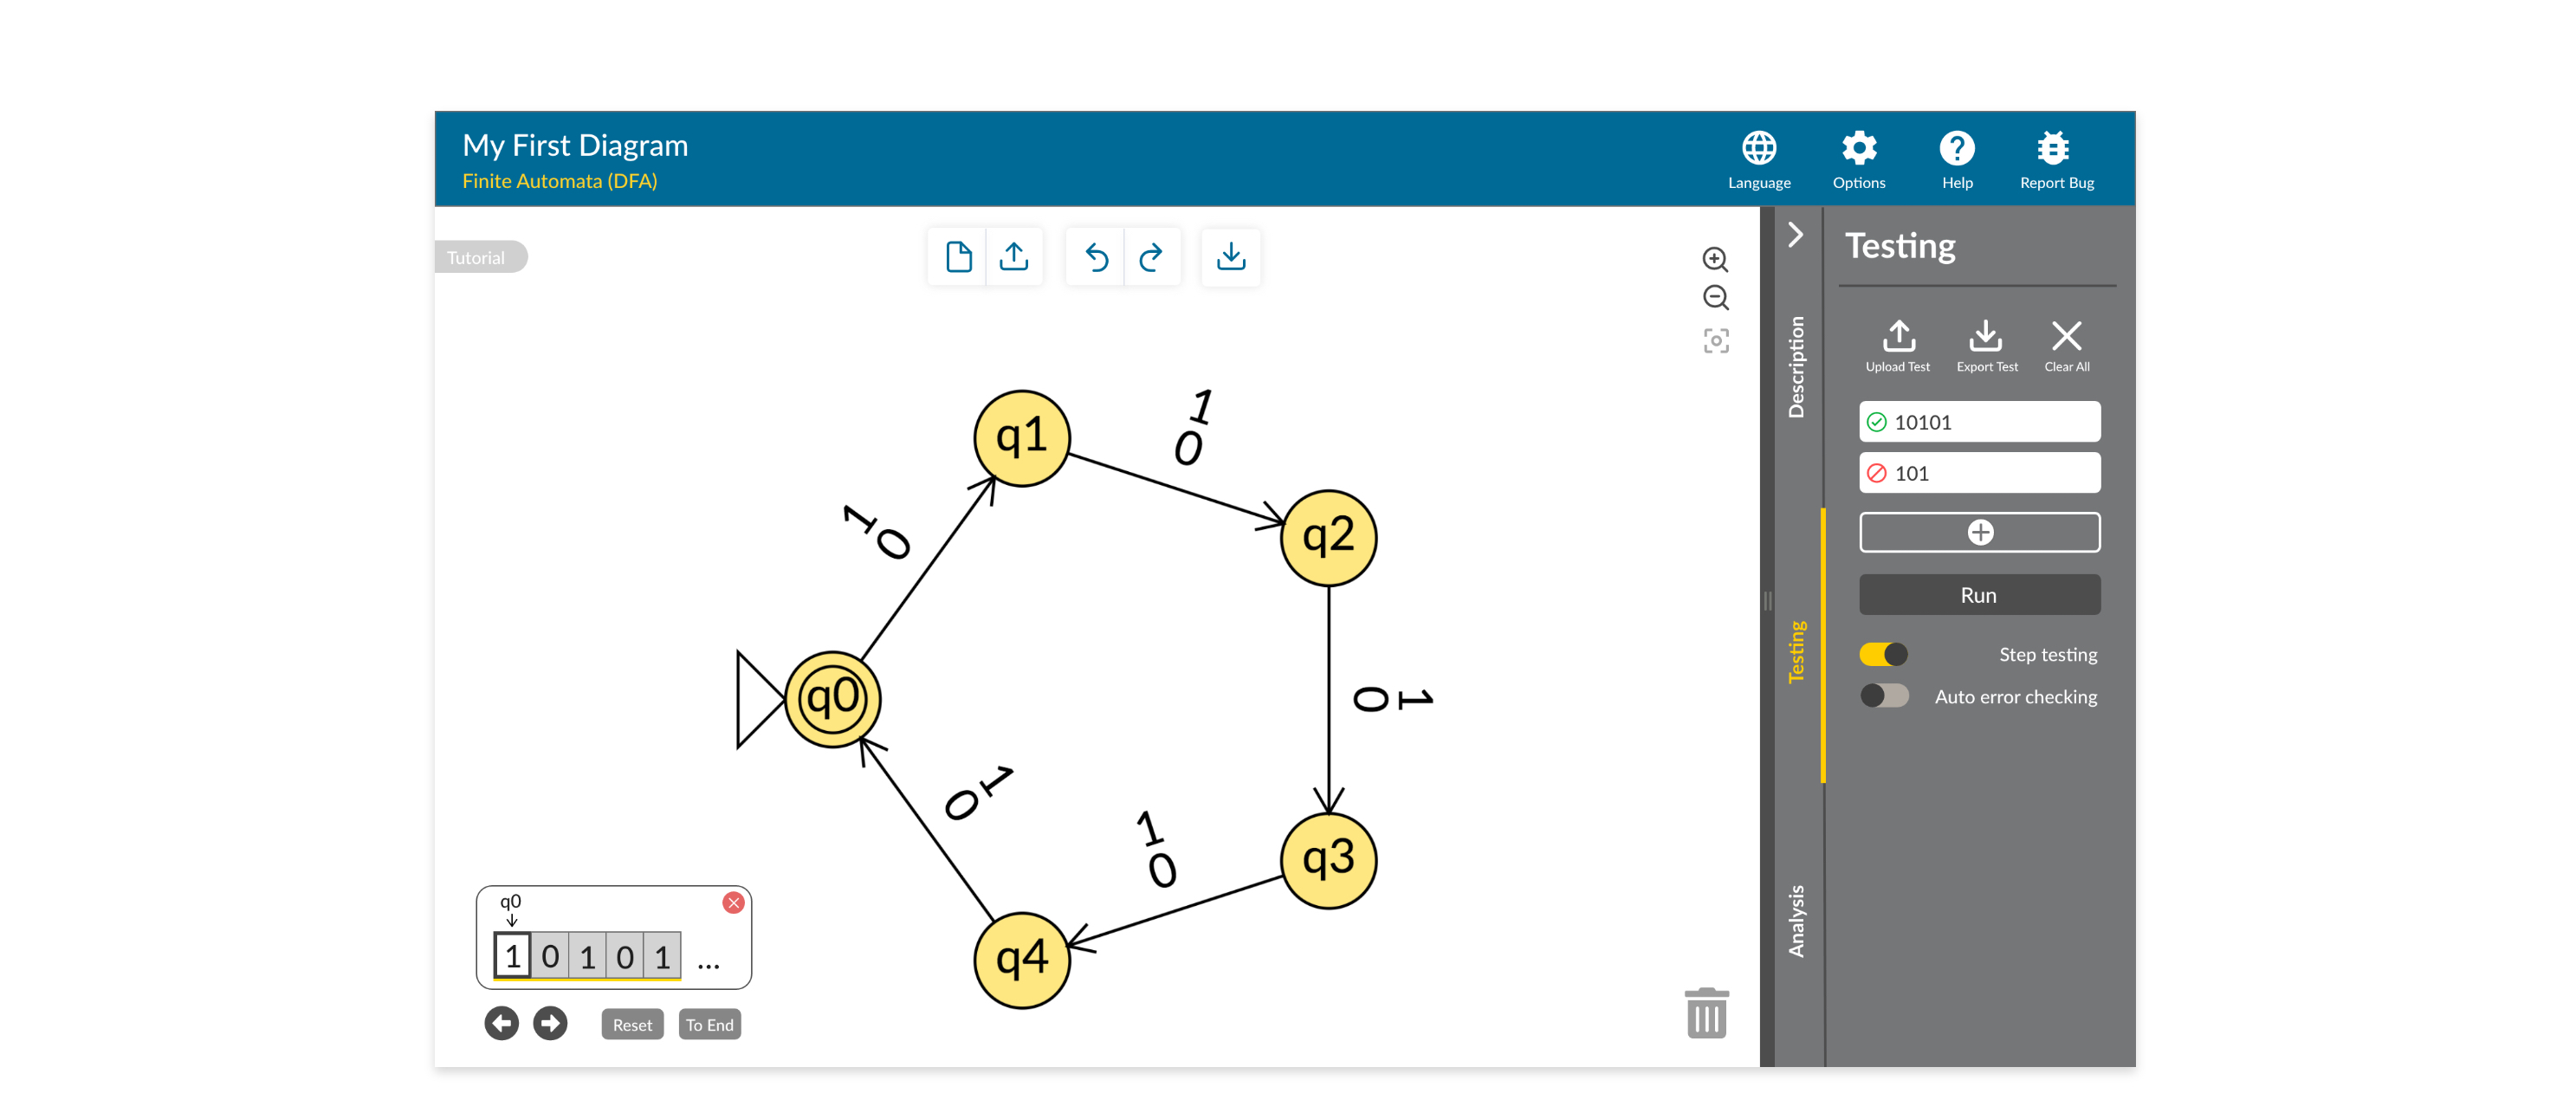 My First Diagram
Finite Automata (DFA)
Language
Options
Help
Report Bug
Tutorial
Testing
Description
Testing
Analysis
Upload Test
Export Test
Clear All
10101
101
Run
Step testing
Auto error checking
q1
1
0
q2
1
0
q0
1
0
q3
1
0
q4
1
0
q0
1 0 1 0 1 ...
Reset
To End